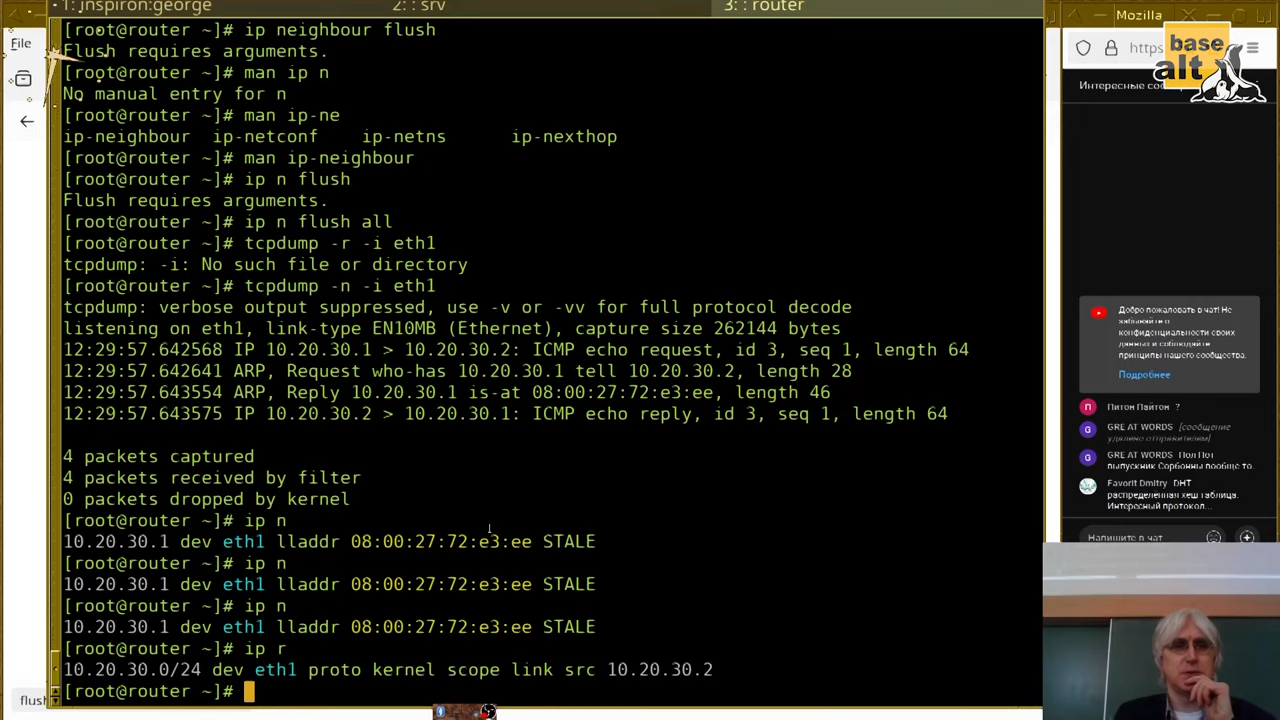 1: jnspiron:george
2: : srv
3: : router
[root@router ~]# ip neighbour flush
Flush requires arguments.
[root@router ~]# man ip n
No manual entry for n
[root@router ~]# man ip-ne
ip-neighbour ip-netconf ip-netns ip-nexthop
[root@router ~]# man ip-neighbour
[root@router ~]# ip n flush
Flush requires arguments.
[root@router ~]# ip n flush all
[root@router ~]# tcpdump -r -i eth1
tcpdump: -i: No such file or directory
[root@router ~]# tcpdump -n -i eth1
tcpdump: verbose output suppressed, use -v or -vv for full protocol decode
listening on eth1, link-type EN10MB (Ethernet), capture size 262144 bytes
12:29:57.642568 IP 10.20.30.1 > 10.20.30.2: ICMP echo request, id 3, seq 1, length 64
12:29:57.642641 ARP, Request who-has 10.20.30.1 tell 10.20.30.2, length 28
12:29:57.643554 ARP, Reply 10.20.30.1 is-at 08:00:27:72:e3:ee, length 46
12:29:57.643575 IP 10.20.30.2 > 10.20.30.1: ICMP echo reply, id 3, seq 1, length 64
4 packets captured
4 packets received by filter
0 packets dropped by kernel
[root@router ~]# ip n
10.20.30.1 dev eth1 lladdr 08:00:27:72:e3:ee STALE
[root@router ~]# ip n
10.20.30.1 dev eth1 lladdr 08:00:27:72:e3:ee STALE
[root@router ~]# ip n
10.20.30.1 dev eth1 lladdr 08:00:27:72:e3:ee STALE
[root@router ~]# ip r
10.20.30.0/24 dev eth1 proto kernel scope link src 10.20.30.2
[root@router ~]#
File
flus
Mozilla
https
base
alt
Интересные соо
Добро пожаловать в чат! Не
забывайте о
конфиденциальности своих
данных и соблюдайте
принципы нашего сообщества.
Подробнее
П Питон Пайтон ?
G GREAT WORDS [сообщение
удалено отправителем]
G GREAT WORDS Пол Пот
выпускник Сорбонны вообще то.
Favorit Dmitry DHT
распределенная хеш таблица.
Интересный протокол...
Напишите в чат